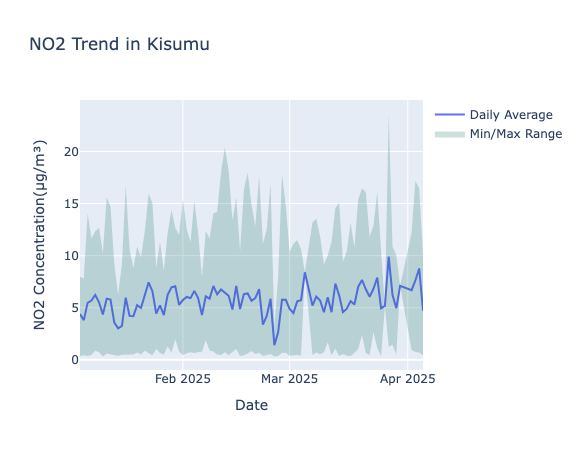 NO2 Trend in Kisumu
Daily Average
Min/Max Range
NO2 Concentration(µg/m³)
20
15
10
5
0
Feb 2025
Mar 2025
Apr 2025
Date